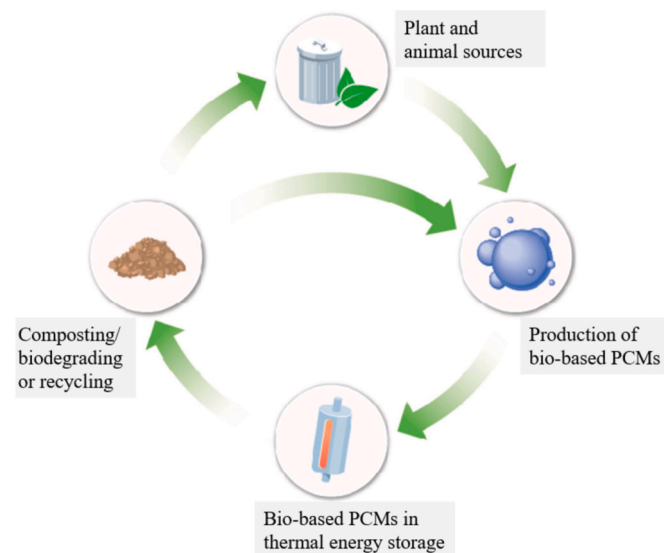 Plant and
animal sources
Production of
bio-based PCMs
Composting/
biodegrading
or recycling
Bio-based PCMs in
thermal energy storage